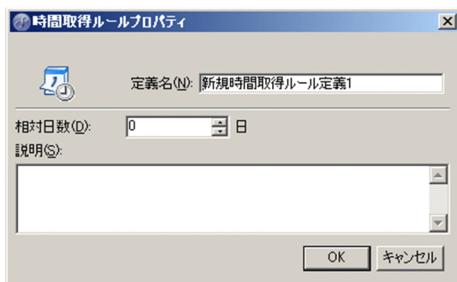 時間取得ルールプロパティ
定義名(N): 新規時間取得ルール定義1
相対日数(D): 0 日
説明(S):
OK キャンセル